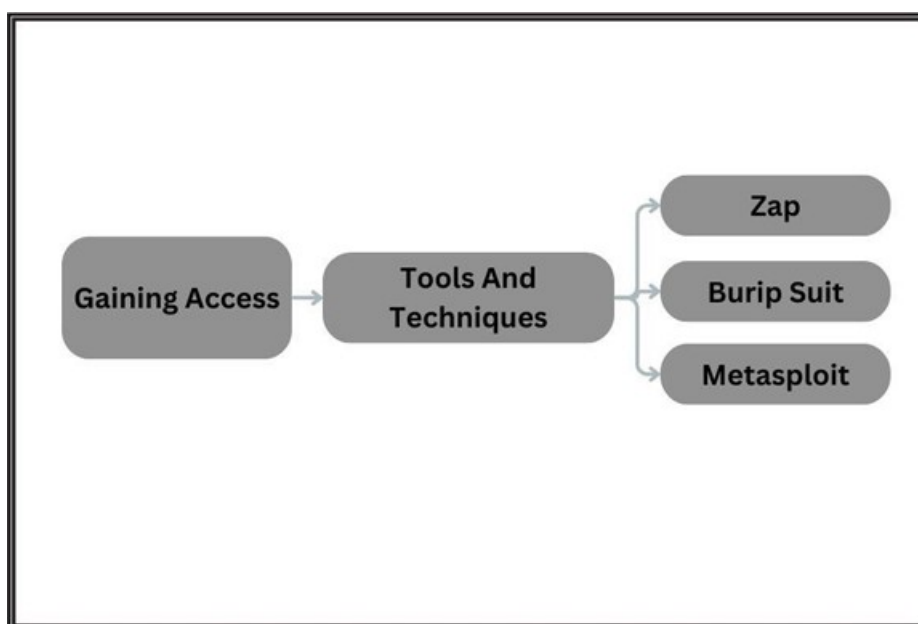 Gaining Access
Tools And
Techniques
Zap
Burip Suit
Metasploit